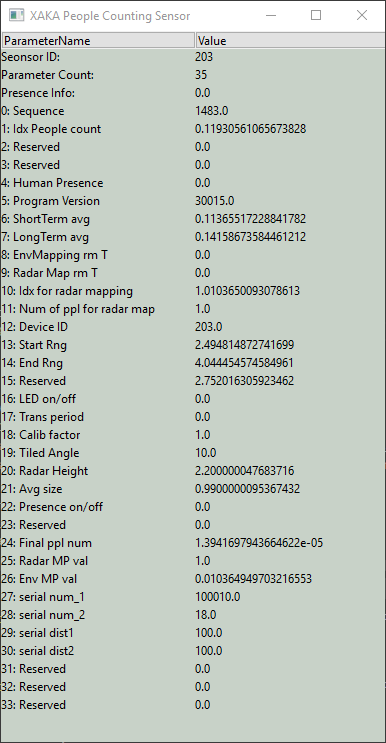 XAKA People Counting Sensor
ParameterName Value
Seonsor ID: 203
Parameter Count: 35
Presence Info: 0.0
0: Sequence 1483.0
1: Idx People count 0.11930561065673828
2: Reserved 0.0
3: Reserved 0.0
4: Human Presence 0.0
5: Program Version 30015.0
6: ShortTerm avg 0.11365517228841782
7: LongTerm avg 0.14158673584461212
8: EnvMapping rm T 0.0
9: Radar Map rm T 0.0
10: Idx for radar mapping 1.0103650093078613
11: Num of ppl for radar map 1.0
12: Device ID 203.0
13: Start Rng 2.494814872741699
14: End Rng 4.044454574584961
15: Reserved 2.752016305923462
16: LED on/off 0.0
17: Trans period 0.0
18: Calib factor 1.0
19: Tiled Angle 10.0
20: Radar Height 2.200000047683716
21: Avg size 0.9900000095367432
22: Presence on/off 0.0
23: Reserved 0.0
24: Final ppl num 1.3941697943664622e-05
25: Radar MP val 1.0
26: Env MP val 0.010364949703216553
27: serial num_1 100010.0
28: serial num_2 18.0
29: serial dist1 100.0
30: serial dist2 100.0
31: Reserved 0.0
32: Reserved 0.0
33: Reserved 0.0